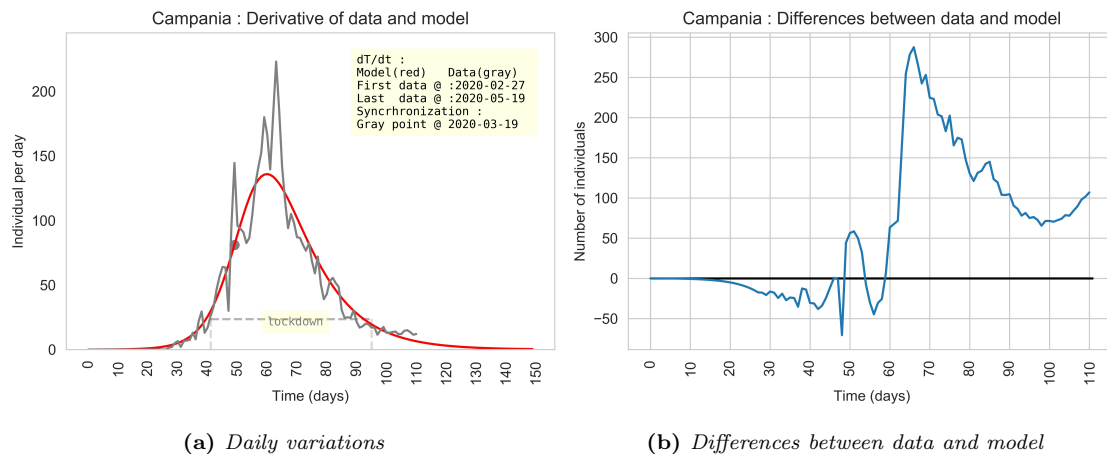 Campania : Derivative of data and model
Individual per day
200
150
100
50
0
dT/dt :
Model(red) Data(gray)
First data @ :2020-02-27
Last data @ :2020-05-19
Syncrhronization :
Gray point @ 2020-03-19
lockdown
0 10 20 30 40 50 60 70 80 90 100 110 120 130 140 150
Time (days)
(a) Daily variations
Campania : Differences between data and model
Number of individuals
300
250
200
150
100
50
0
−50
0 10 20 30 40 50 60 70 80 90 100 110
Time (days)
(b) Differences between data and model